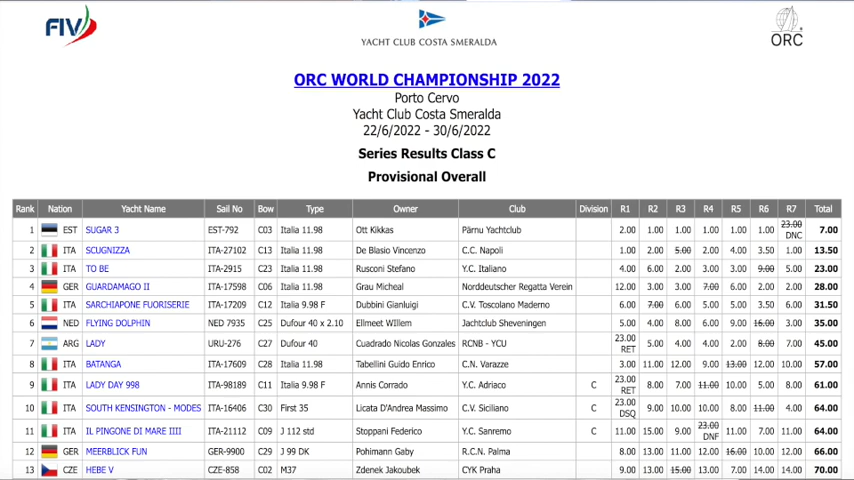 FIV
YACHT CLUB COSTA SMERALDA
ORC
ORC WORLD CHAMPIONSHIP 2022
Porto Cervo
Yacht Club Costa Smeralda
22/6/2022 - 30/6/2022
Series Results Class C
Provisional Overall
Rank Nation Yacht Name Sail No Bow Type Owner Club Division R1 R2 R3 R4 R5 R6 R7 Total
1 EST SUGAR 3 EST-792 C03 Italia 11.98 Ott Kikkas Pärnu Yachtclub 2.00 1.00 1.00 1.00 1.00 1.00 23.00 DNC 7.00
2 ITA SCUGNIZZA ITA-27102 C13 Italia 11.98 De Blasio Vincenzo C.C. Napoli 1.00 2.00 5.00 2.00 4.00 3.50 1.00 13.50
3 ITA TO BE ITA-2915 C23 Italia 11.98 Rusconi Stefano Y.C. Italiano 4.00 6.00 2.00 3.00 3.00 9.00 5.00 23.00
4 GER GUARDAMAGO II ITA-17598 C06 Italia 11.98 Grau Micheal Norddeutscher Regatta Verein 12.00 3.00 3.00 7.00 6.00 2.00 2.00 28.00
5 ITA SARCHIAPONE FUORISERIE ITA-17209 C12 Italia 9.98 F Dubbini Gianluigi C.V. Toscolano Maderno 6.00 7.00 6.00 5.00 5.00 3.50 6.00 31.50
6 NED FLYING DOLPHIN NED 7935 C25 Dufour 40 x 2.10 Ellmeet WIllem Jachtclub Sheveningen 5.00 4.00 8.00 6.00 9.00 16.00 3.00 35.00
7 ARG LADY URU-276 C27 Dufour 40 Cuadrado Nicolas Gonzales RCNB - YCU 23.00 RET 5.00 4.00 4.00 2.00 8.00 7.00 45.00
8 ITA BATANGA ITA-17609 C28 Italia 11.98 Tabellini Guido Enrico C.N. Varazze 3.00 11.00 12.00 9.00 13.00 12.00 10.00 57.00
9 ITA LADY DAY 998 ITA-98189 C11 Italia 9.98 F Annis Corrado Y.C. Adriaco C 23.00 RET 8.00 7.00 11.00 10.00 5.00 8.00 61.00
10 ITA SOUTH KENSINGTON - MODES ITA-16406 C30 First 35 Licata D'Andrea Massimo C.V. Siciliano C 23.00 DSQ 9.00 10.00 10.00 8.00 11.00 4.00 64.00
11 ITA IL PINGONE DI MARE IIII ITA-21112 C09 J 112 std Stoppani Federico Y.C. Sanremo C 11.00 15.00 9.00 23.00 DNF 11.00 7.00 11.00 64.00
12 GER MEERBLICK FUN GER-9900 C29 J 99 DK Pohimann Gaby R.C.N. Palma 8.00 13.00 11.00 12.00 16.00 10.00 12.00 66.00
13 CZE HEBE V CZE-858 C02 M37 Zdenek Jakoubek CYK Praha 9.00 13.00 15.00 13.00 7.00 14.00 14.00 70.00